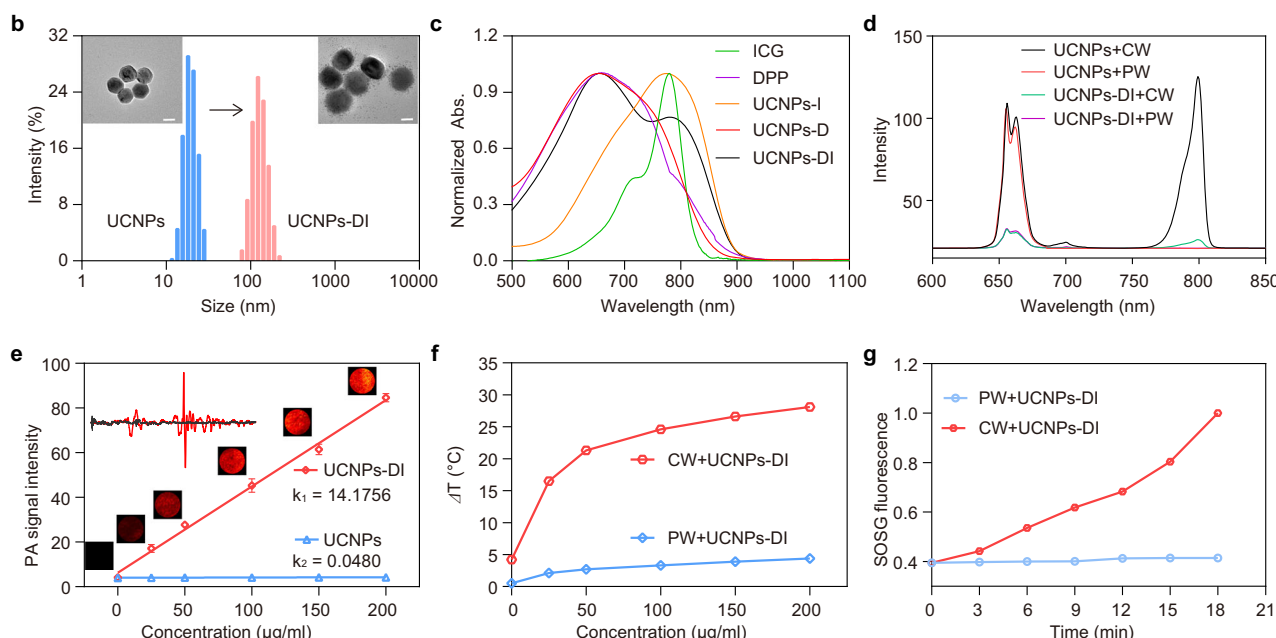 b
32
24
16
8
0
Intensity (%)
UCNPs
UCNPs-DI
1
10
100
1000
10000
Size (nm)
c
1.2
0.9
0.6
0.3
0.0
Normalized Abs.
ICG
DPP
UCNPs-I
UCNPs-D
UCNPs-DI
500
600
700
800
900
1000
1100
Wavelength (nm)
d
150
100
50
10
Intensity
UCNPs+CW
UCNPs+PW
UCNPs-DI+CW
UCNPs-DI+PW
600
650
700
750
800
850
Wavelength (nm)
e
100
80
60
40
20
0
PA signal intensity
UCNPs-DI
k₁ = 14.1756
UCNPs
k₂ = 0.0480
0
50
100
150
200
Concentration (μg/ml)
f
35
30
25
20
15
10
5
0
ΔT (°C)
CW+UCNPs-DI
PW+UCNPs-DI
0
50
100
150
200
Concentration (μg/ml)
g
1.2
1.0
0.8
0.6
0.4
SOSG fluorescence
PW+UCNPs-DI
CW+UCNPs-DI
0
3
6
9
12
15
18
21
Time (min)